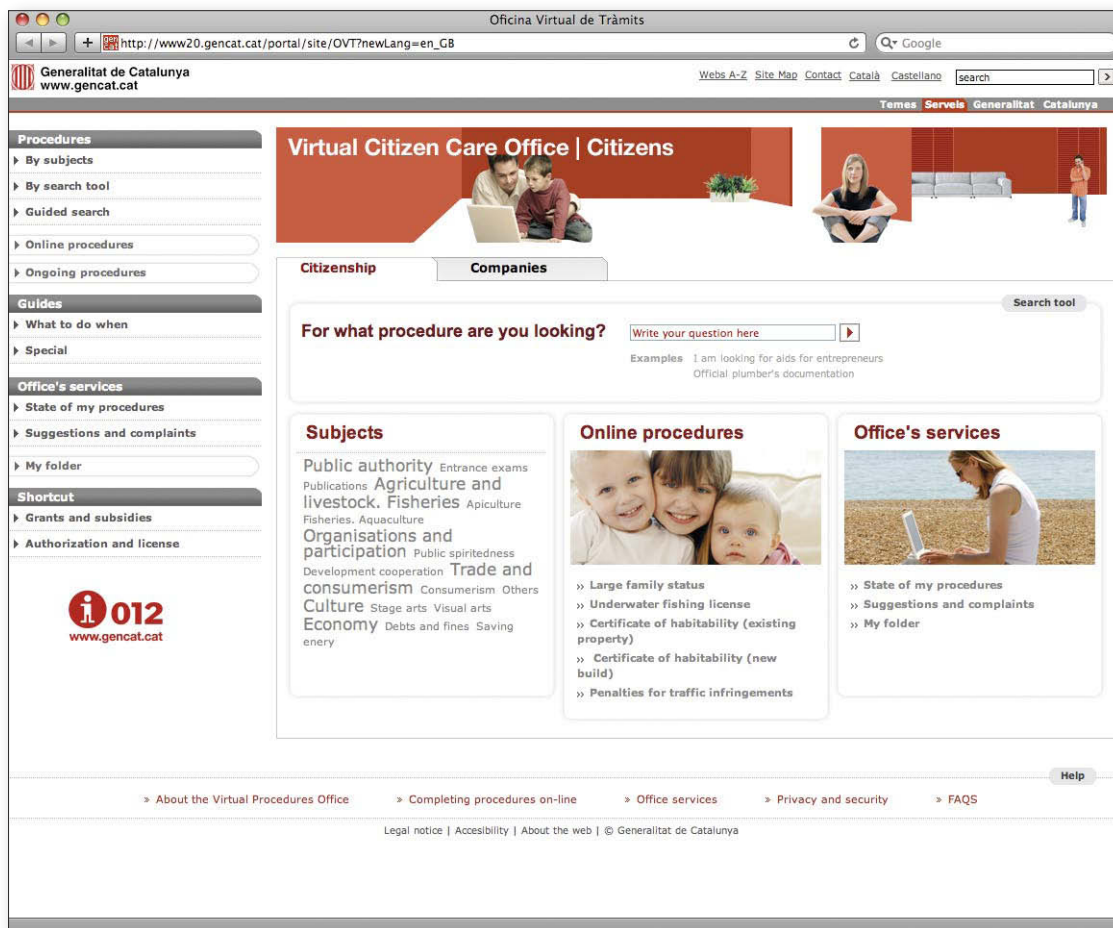 Oficina Virtual de Tràmits
http://www20.gencat.cat/portal/site/OVT?newLang=en_GB
Google
Generalitat de Catalunya
www.gencat.cat
Webs A-Z Site Map Contact Català Castellano search
Temes Serveis Generalitat Catalunya
Procedures
By subjects
By search tool
Guided search
Online procedures
Ongoing procedures
Guides
What to do when
Special
Office's services
State of my procedures
Suggestions and complaints
My folder
Shortcut
Grants and subsidies
Authorization and license
012
www.gencat.cat
Virtual Citizen Care Office | Citizens
Citizenship Companies
Search tool
For what procedure are you looking? Write your question here
Examples I am looking for aids for entrepreneurs
Official plumber's documentation
Subjects
Public authority Entrance exams
Publications Agriculture and
livestock. Fisheries Apiculture
Fisheries. Aquaculture
Organisations and
participation Public spiritedness
Development cooperation Trade and
consumerism Consumerism Others
Culture Stage arts Visual arts
Economy Debts and fines Saving
enery
Online procedures
›› Large family status
›› Underwater fishing license
›› Certificate of habitability (existing
property)
›› Certificate of habitability (new
build)
›› Penalties for traffic infringements
Office's services
›› State of my procedures
›› Suggestions and complaints
›› My folder
Help
» About the Virtual Procedures Office » Completing procedures on-line » Office services » Privacy and security » FAQS
Legal notice | Accesibility | About the web | © Generalitat de Catalunya